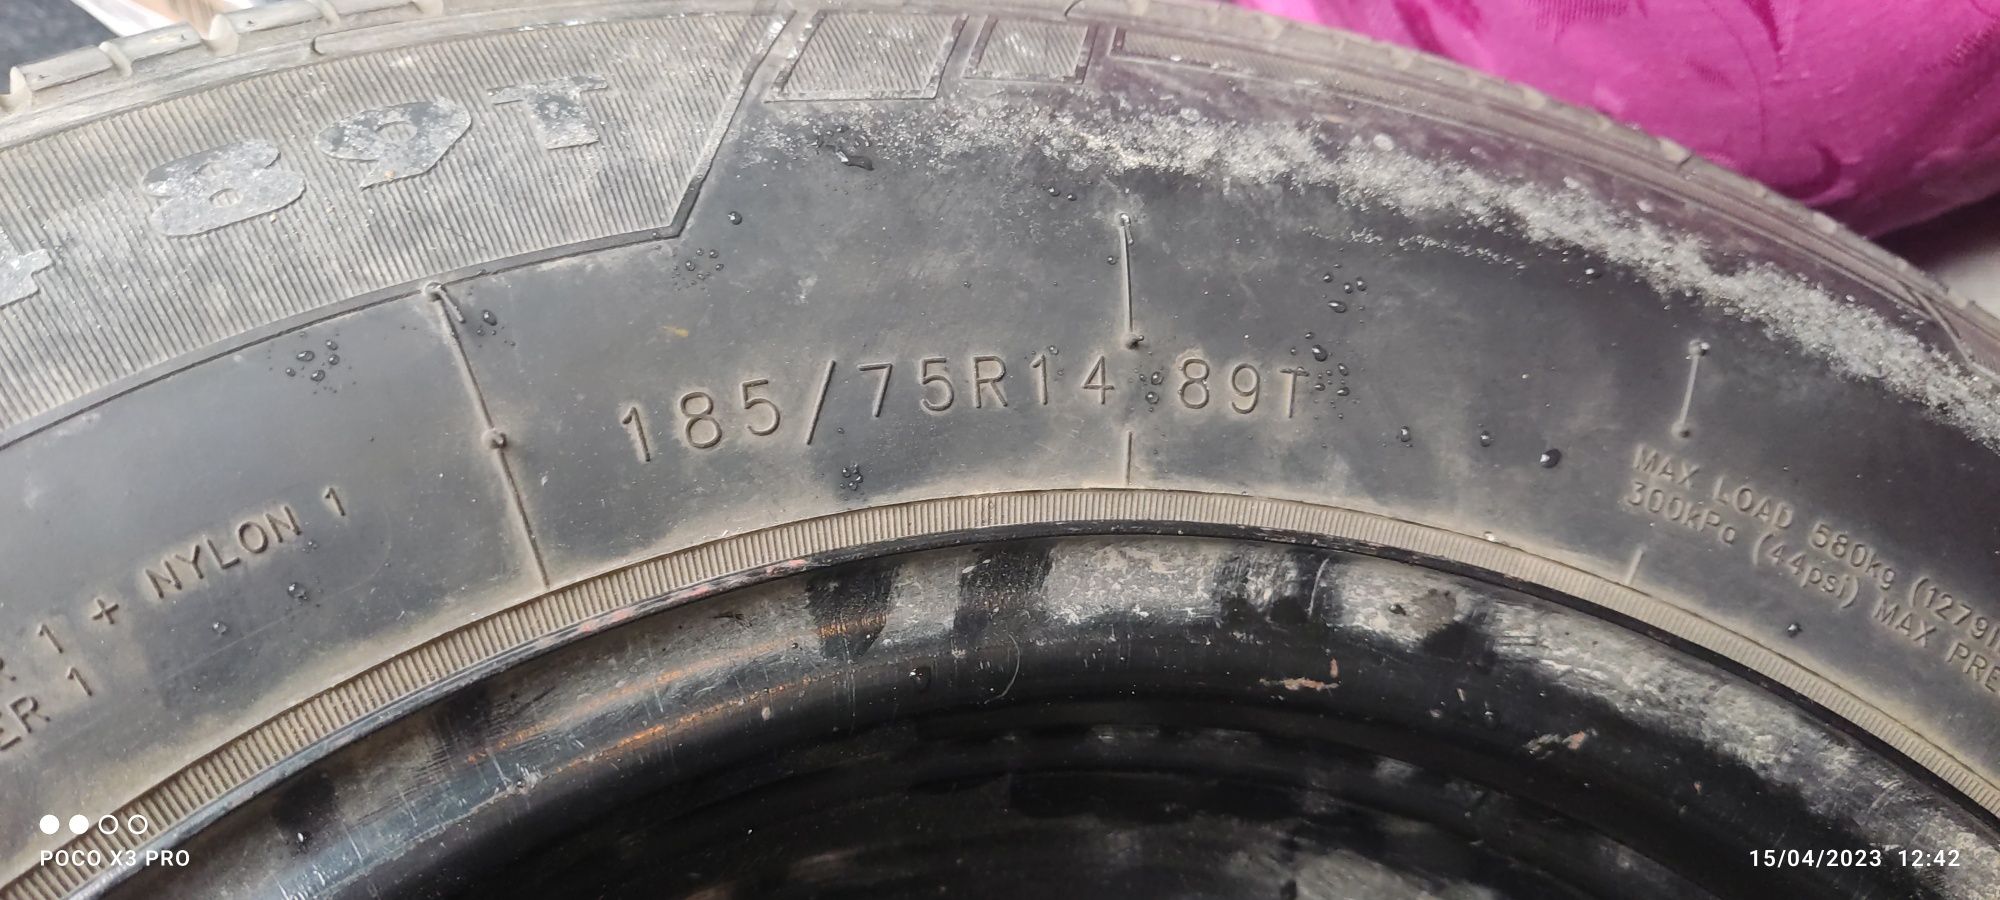 89T
185/75R14 89T
MAX LOAD 580kg (1279
300kPa (44psi) MAX PRE
1 + NYLON 1
ER 1
POCO X3 PRO
15/04/2023 12:42